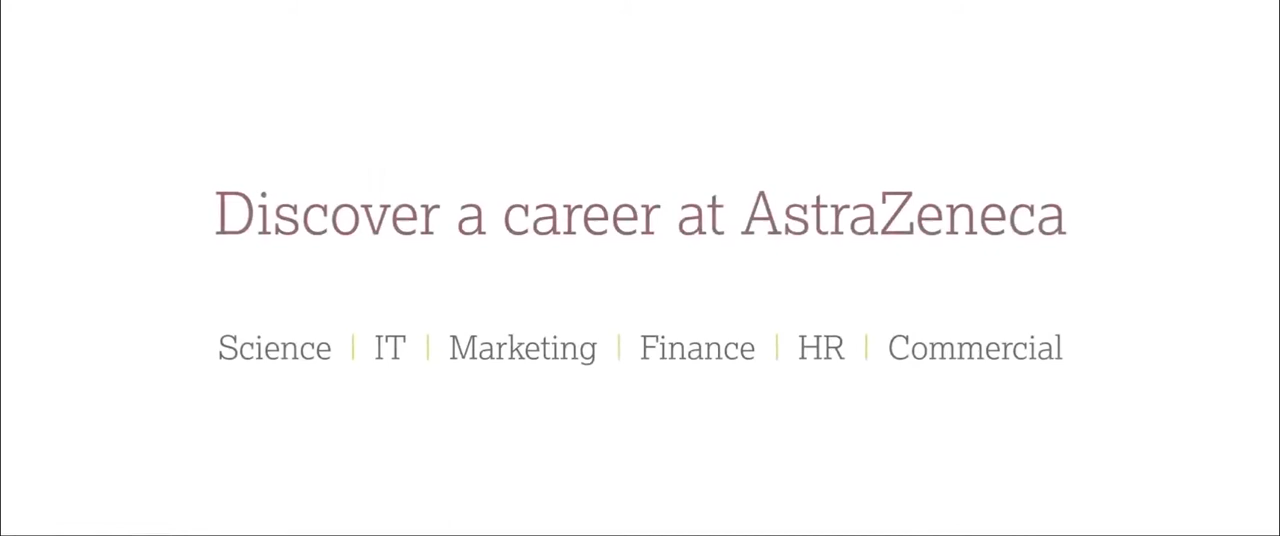 Discover a career at AstraZeneca
Science | IT | Marketing | Finance | HR | Commercial